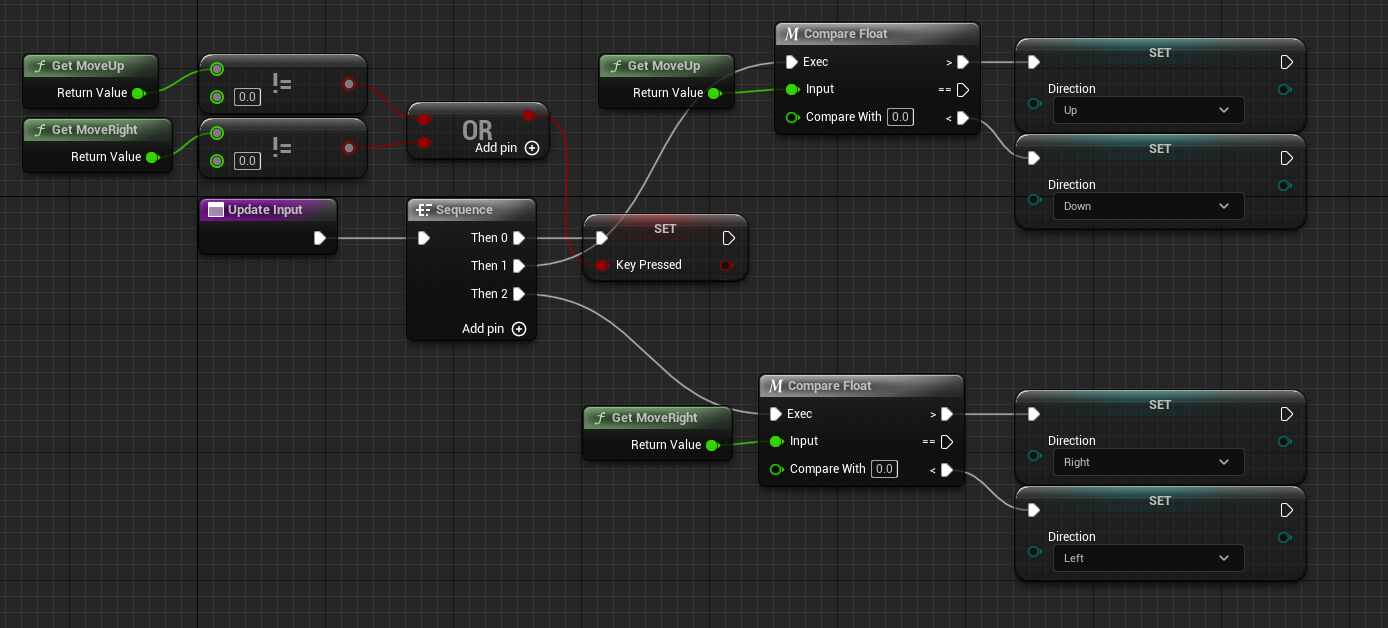 Get MoveUp
Return Value
0.0
!=
Get MoveRight
Return Value
0.0
!=
OR
Add pin
Update Input
Sequence
Then 0
Then 1
Then 2
Add pin
SET
Key Pressed
Get MoveUp
Return Value
M Compare Float
Exec >
Input ==
Compare With 0.0 <
SET
Direction
Up
SET
Direction
Down
Get MoveRight
Return Value
M Compare Float
Exec >
Input ==
Compare With 0.0 <
SET
Direction
Right
SET
Direction
Left